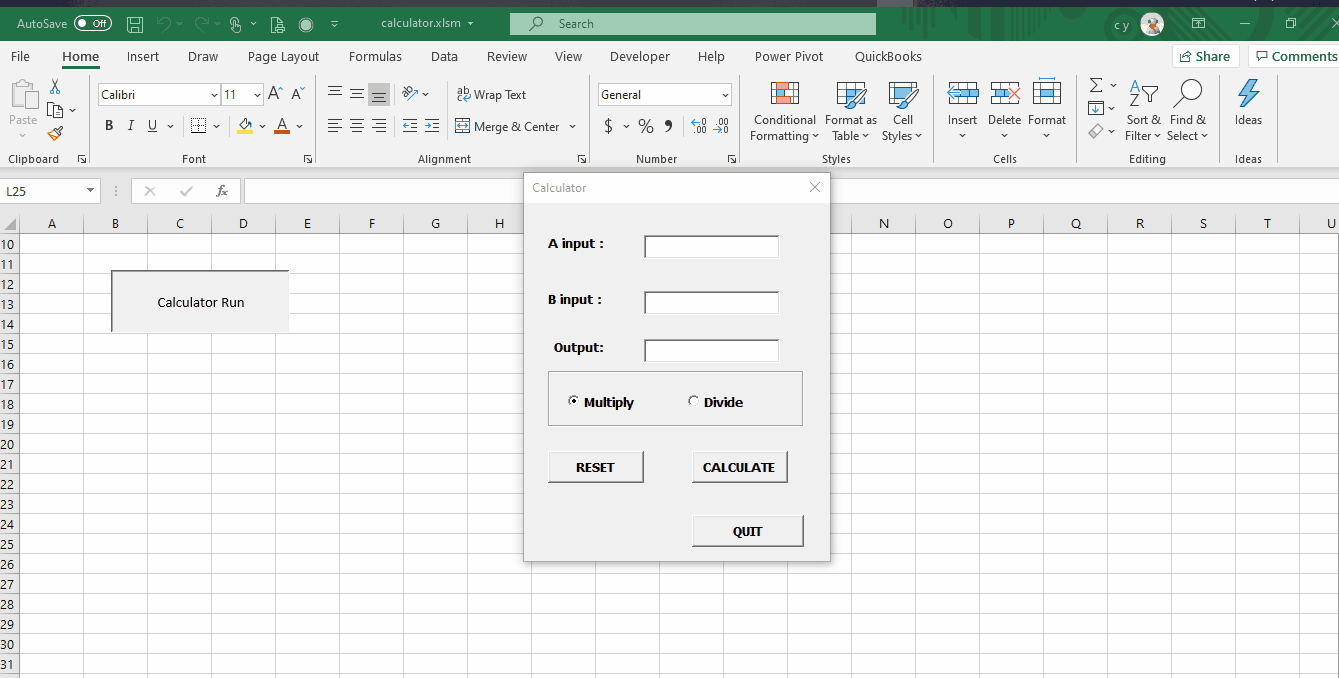 AutoSave Off calculator.xlsm Search c y
File Home Insert Draw Page Layout Formulas Data Review View Developer Help Power Pivot QuickBooks Share Comments
Paste Calibri 11 A A Wrap Text General Conditional Formatting Format as Table Cell Styles Insert Delete Format Sort & Filter Find & Select Ideas
B I U A Merge & Center $ % 9
Clipboard Font Alignment Number Styles Cells Editing Ideas
L25 fx
A B C D E F G H N O P Q R S T U
10
11
12
13
14
15
16
17
18
19
20
21
22
23
24
25
26
27
28
29
30
31
Calculator Run
Calculator
A input :
B input :
Output:
Multiply Divide
RESET CALCULATE
QUIT